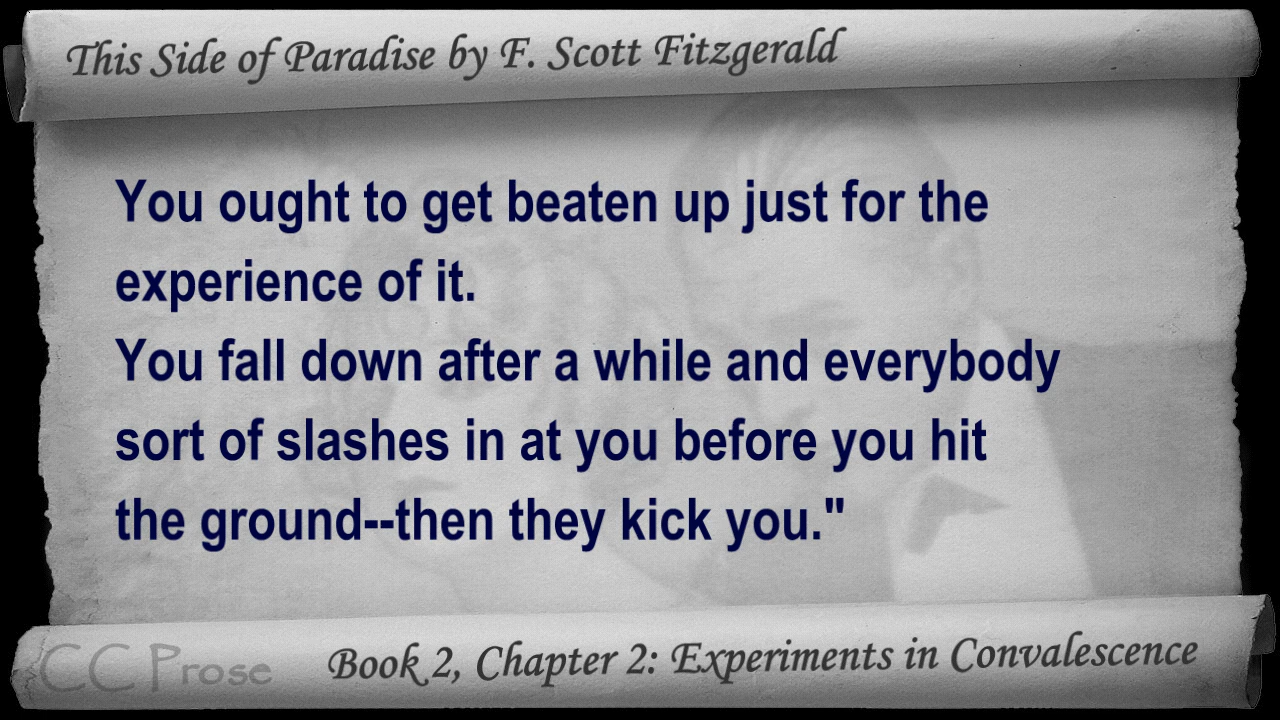 This Side of Paradise by F. Scott Fitzgerald
You ought to get beaten up just for the
experience of it.
You fall down after a while and everybody
sort of slashes in at you before you hit
the ground--then they kick you."
CC Prose
Book 2, Chapter 2: Experiments in Convalescence